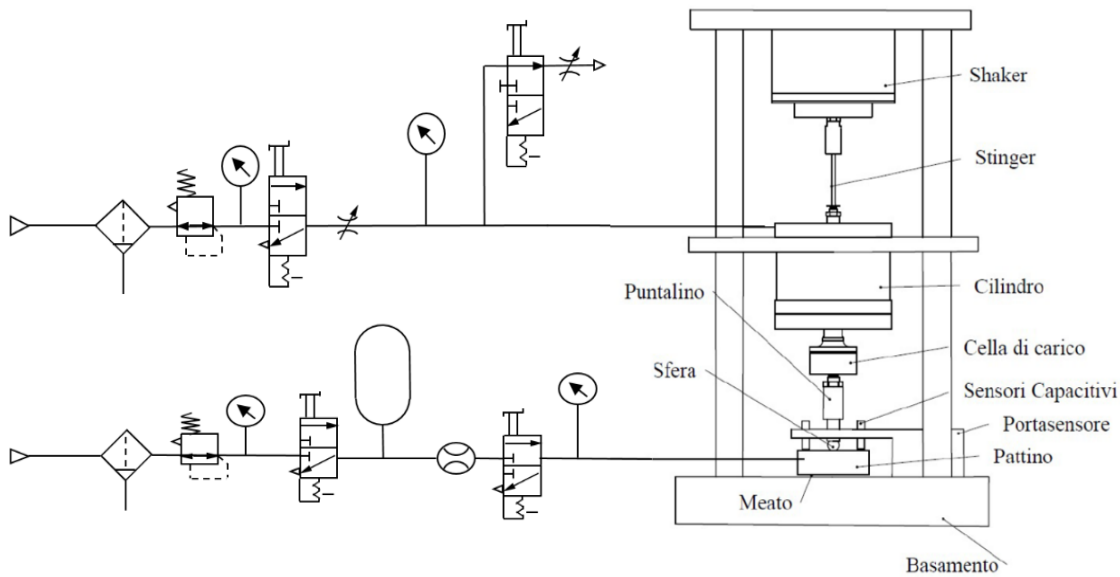 Shaker
Stinger
Puntalino
Cilindro
Sfera
Cella di carico
Sensori Capacitivi
Portasensore
Pattino
Meato
Basamento